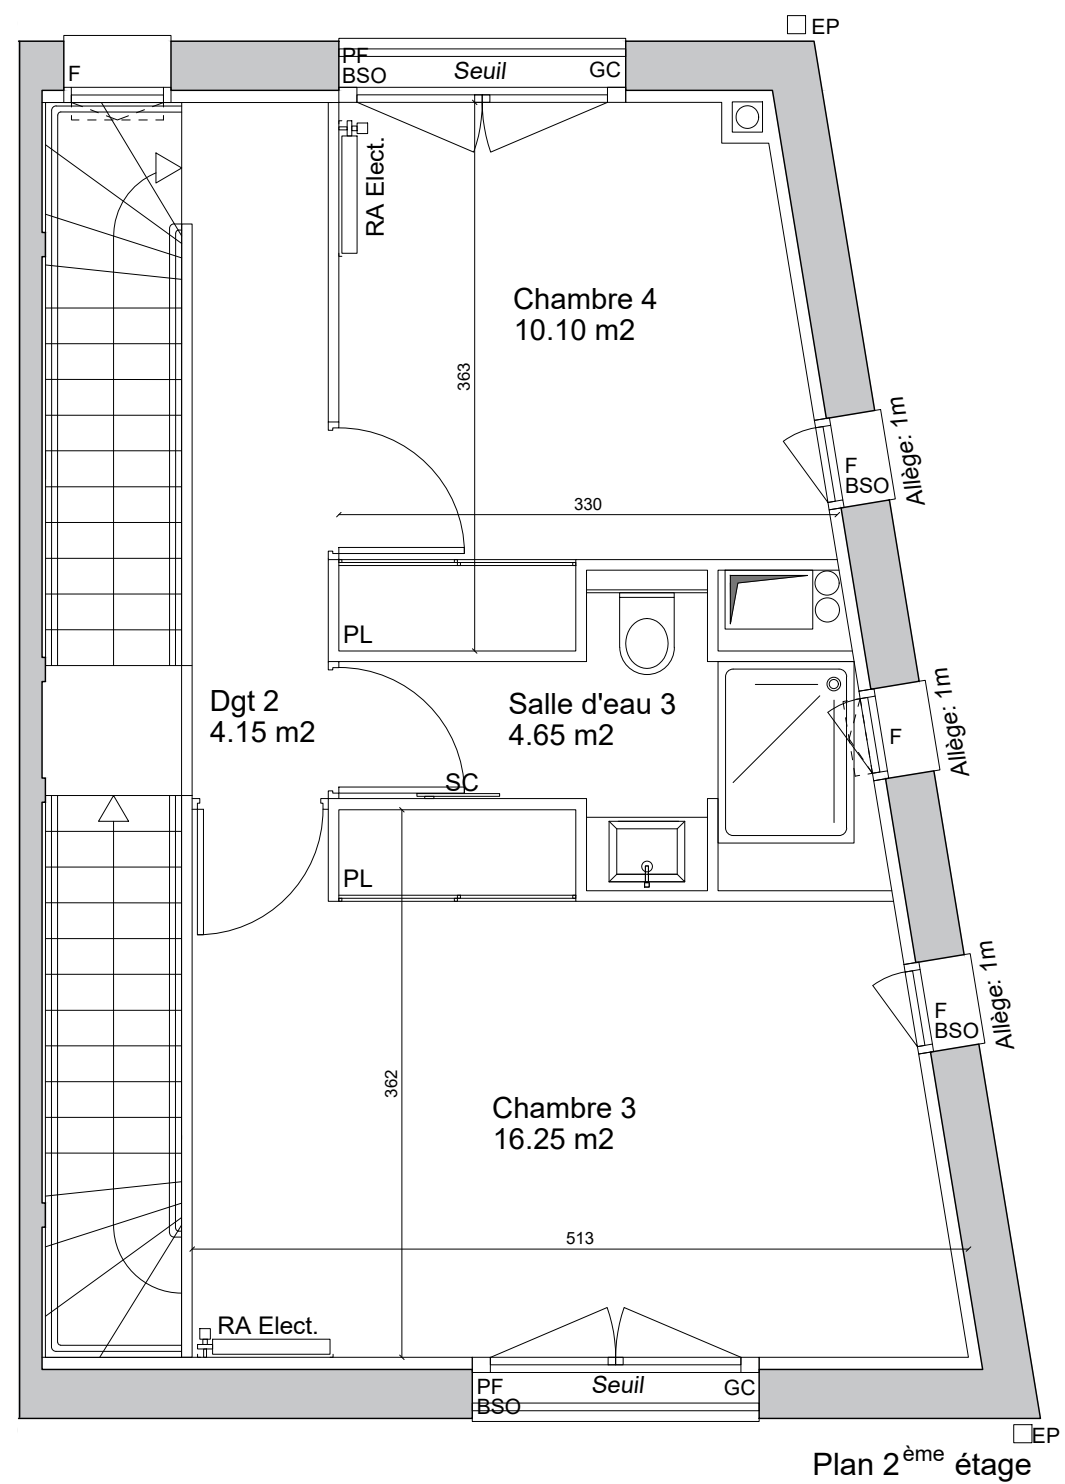 EP
F
PF
BSO
Seuil
GC
RA Elect.
Chambre 4
10.10 m2
363
Allège: 1m
F
BSO
330
PL
Dgt 2
4.15 m2
Salle d'eau 3
4.65 m2
Allège: 1m
F
SC
PL
Allège: 1m
F
BSO
362
Chambre 3
16.25 m2
513
RA Elect.
PF
BSO
Seuil
GC
EP
Plan 2ème étage